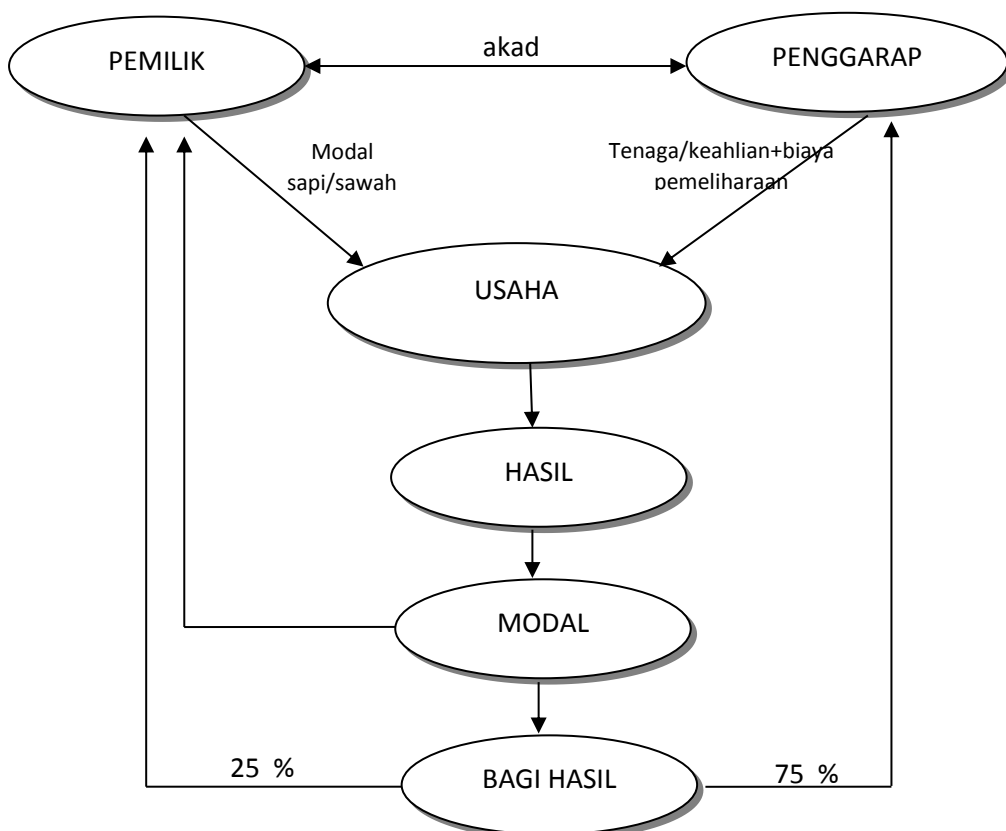 PEMILIK
akad
PENGGARAP
Modal
sapi/sawah
Tenaga/keahlian+biaya
pemeliharaan
USAHA
HASIL
MODAL
25 %
BAGI HASIL
75 %